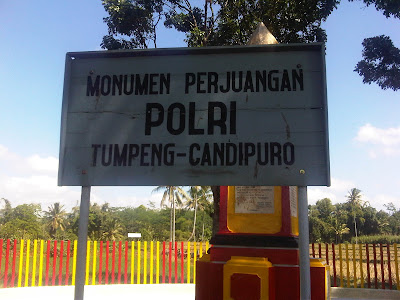 MONUMEN PERJUANGAN
POLRI
TUMPENG-CANDIPURO